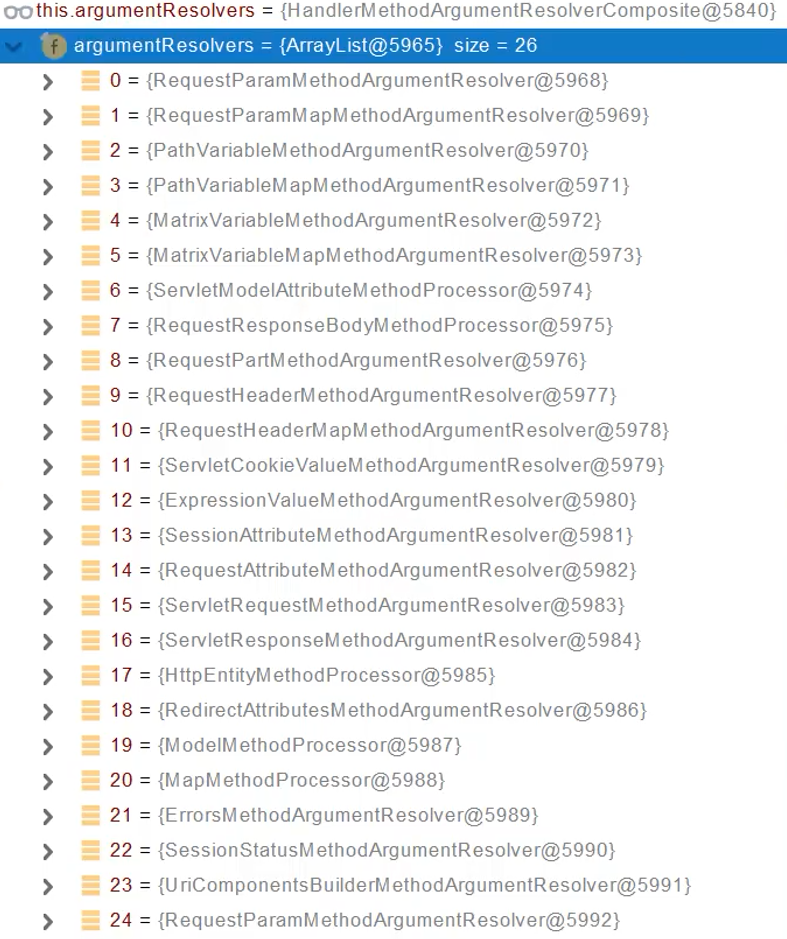 this.argumentResolvers = {HandlerMethodArgumentResolverComposite@5840}
f argumentResolvers = {ArrayList@5965} size = 26
0 = {RequestParamMethodArgumentResolver@5968}
1 = {RequestParamMapMethodArgumentResolver@5969}
2 = {PathVariableMethodArgumentResolver@5970}
3 = {PathVariableMapMethodArgumentResolver@5971}
4 = {MatrixVariableMethodArgumentResolver@5972}
5 = {MatrixVariableMapMethodArgumentResolver@5973}
6 = {ServletModelAttributeMethodProcessor@5974}
7 = {RequestResponseBodyMethodProcessor@5975}
8 = {RequestPartMethodArgumentResolver@5976}
9 = {RequestHeaderMethodArgumentResolver@5977}
10 = {RequestHeaderMapMethodArgumentResolver@5978}
11 = {ServletCookieValueMethodArgumentResolver@5979}
12 = {ExpressionValueMethodArgumentResolver@5980}
13 = {SessionAttributeMethodArgumentResolver@5981}
14 = {RequestAttributeMethodArgumentResolver@5982}
15 = {ServletRequestMethodArgumentResolver@5983}
16 = {ServletResponseMethodArgumentResolver@5984}
17 = {HttpEntityMethodProcessor@5985}
18 = {RedirectAttributesMethodArgumentResolver@5986}
19 = {ModelMethodProcessor@5987}
20 = {MapMethodProcessor@5988}
21 = {ErrorsMethodArgumentResolver@5989}
22 = {SessionStatusMethodArgumentResolver@5990}
23 = {UriComponentsBuilderMethodArgumentResolver@5991}
24 = {RequestParamMethodArgumentResolver@5992}